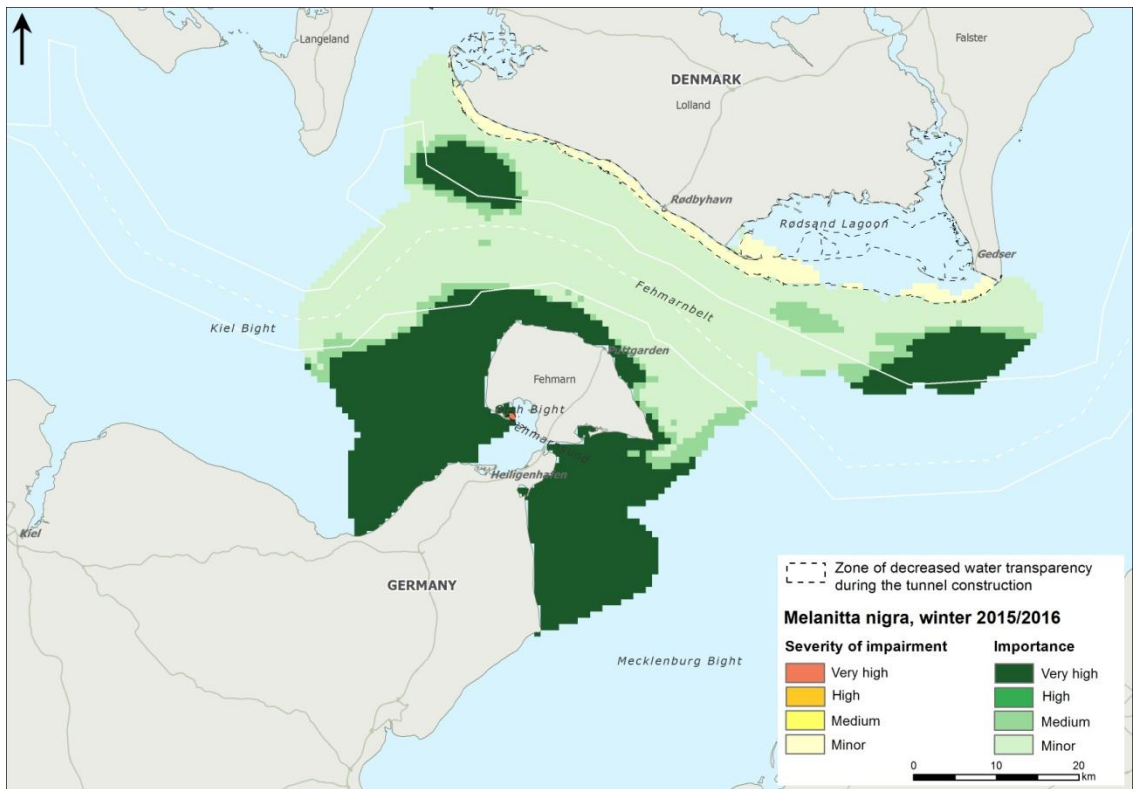 Langeland
Falster
DENMARK
Lolland
Rødbyhavn
Rødsand Lagoon
Gedser
Fehmarnbelt
Kiel Bight
Puttgarden
Fehmarn
Bight
Heiligenhafen
Kiel
GERMANY
Mecklenburg Bight
Zone of decreased water transparency
during the tunnel construction
Melanitta nigra, winter 2015/2016
Severity of impairment Importance
Very high Very high
High High
Medium Medium
Minor Minor
0 10 20
km